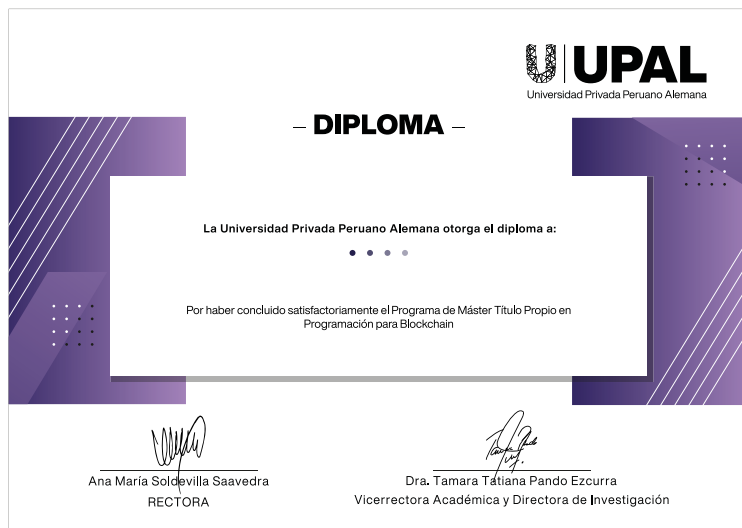 UPAL
Universidad Privada Peruano Alemana
DIPLOMA
La Universidad Privada Peruano Alemana otorga el diploma a:
Por haber concluido satisfactoriamente el Programa de Máster Título Propio en
Programación para Blockchain
Ana María Soldevilla Saavedra
RECTORA
Dra. Tamara Tatiana Pando Ezcurra
Vicerrectora Académica y Directora de Investigación